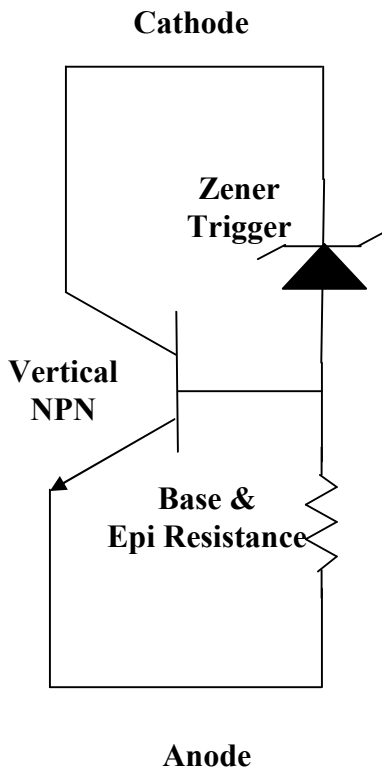 Cathode
Zener
Trigger
Vertical
NPN
Base &
Epi Resistance
Anode